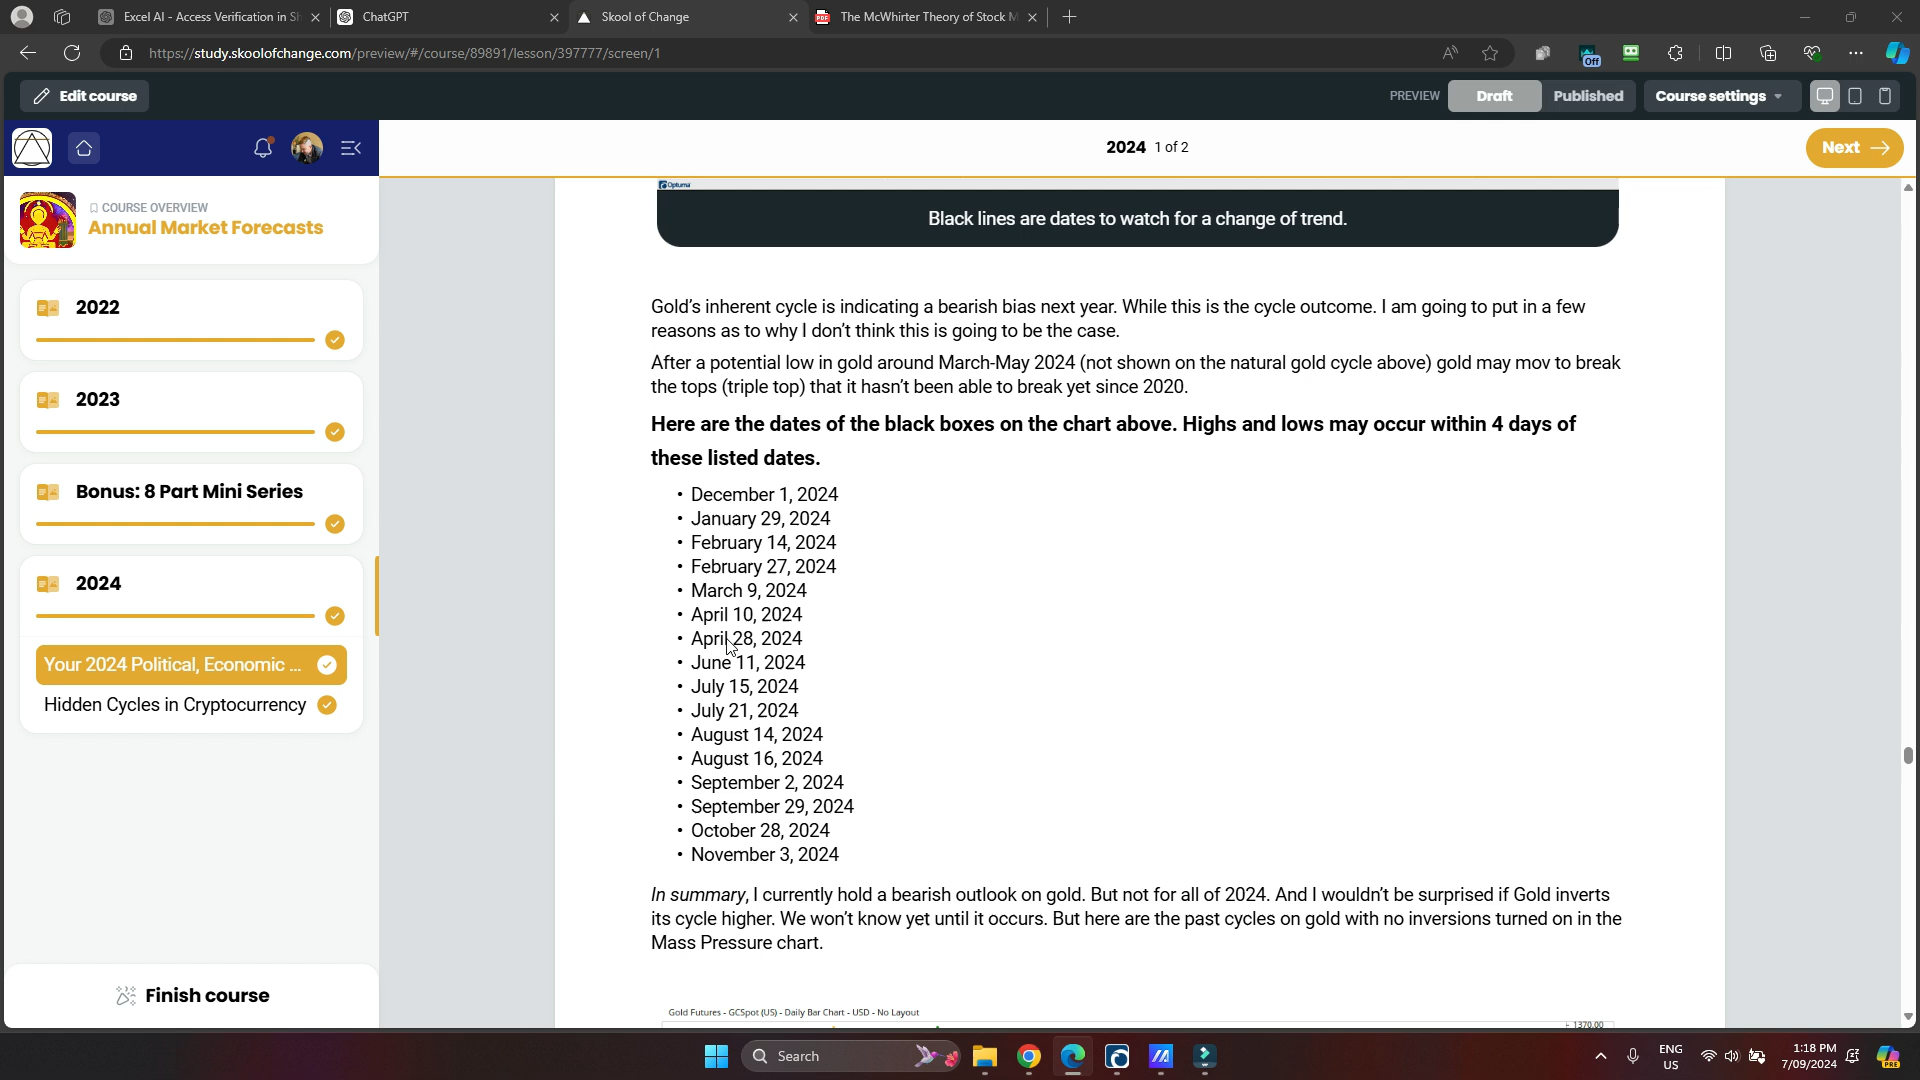 Excel AI - Access Verification in Sh
ChatGPT
Skool of Change
The McWhirter Theory of Stock M
https://study.skoolofchange.com/preview/#/course/89891/lesson/397777/screen/1
Off
Edit course
PREVIEW
Draft
Published
Course settings
2024 1 of 2
Next
COURSE OVERVIEW
Annual Market Forecasts
2022
2023
Bonus: 8 Part Mini Series
2024
Your 2024 Political, Economic ...
Hidden Cycles in Cryptocurrency
Finish course
Optuma
Black lines are dates to watch for a change of trend.
Gold's inherent cycle is indicating a bearish bias next year. While this is the cycle outcome. I am going to put in a few
reasons as to why I don't think this is going to be the case.
After a potential low in gold around March-May 2024 (not shown on the natural gold cycle above) gold may mov to break
the tops (triple top) that it hasn't been able to break yet since 2020.
Here are the dates of the black boxes on the chart above. Highs and lows may occur within 4 days of
these listed dates.
• December 1, 2024
• January 29, 2024
• February 14, 2024
• February 27, 2024
• March 9, 2024
• April 10, 2024
• April 28, 2024
• June 11, 2024
• July 15, 2024
• July 21, 2024
• August 14, 2024
• August 16, 2024
• September 2, 2024
• September 29, 2024
• October 28, 2024
• November 3, 2024
In summary, I currently hold a bearish outlook on gold. But not for all of 2024. And I wouldn't be surprised if Gold inverts
its cycle higher. We won't know yet until it occurs. But here are the past cycles on gold with no inversions turned on in the
Mass Pressure chart.
Gold Futures - GCSpot (US) - Daily Bar Chart - USD - No Layout
1370.00
Search
ENG
US
1:18 PM
7/09/2024
PRE